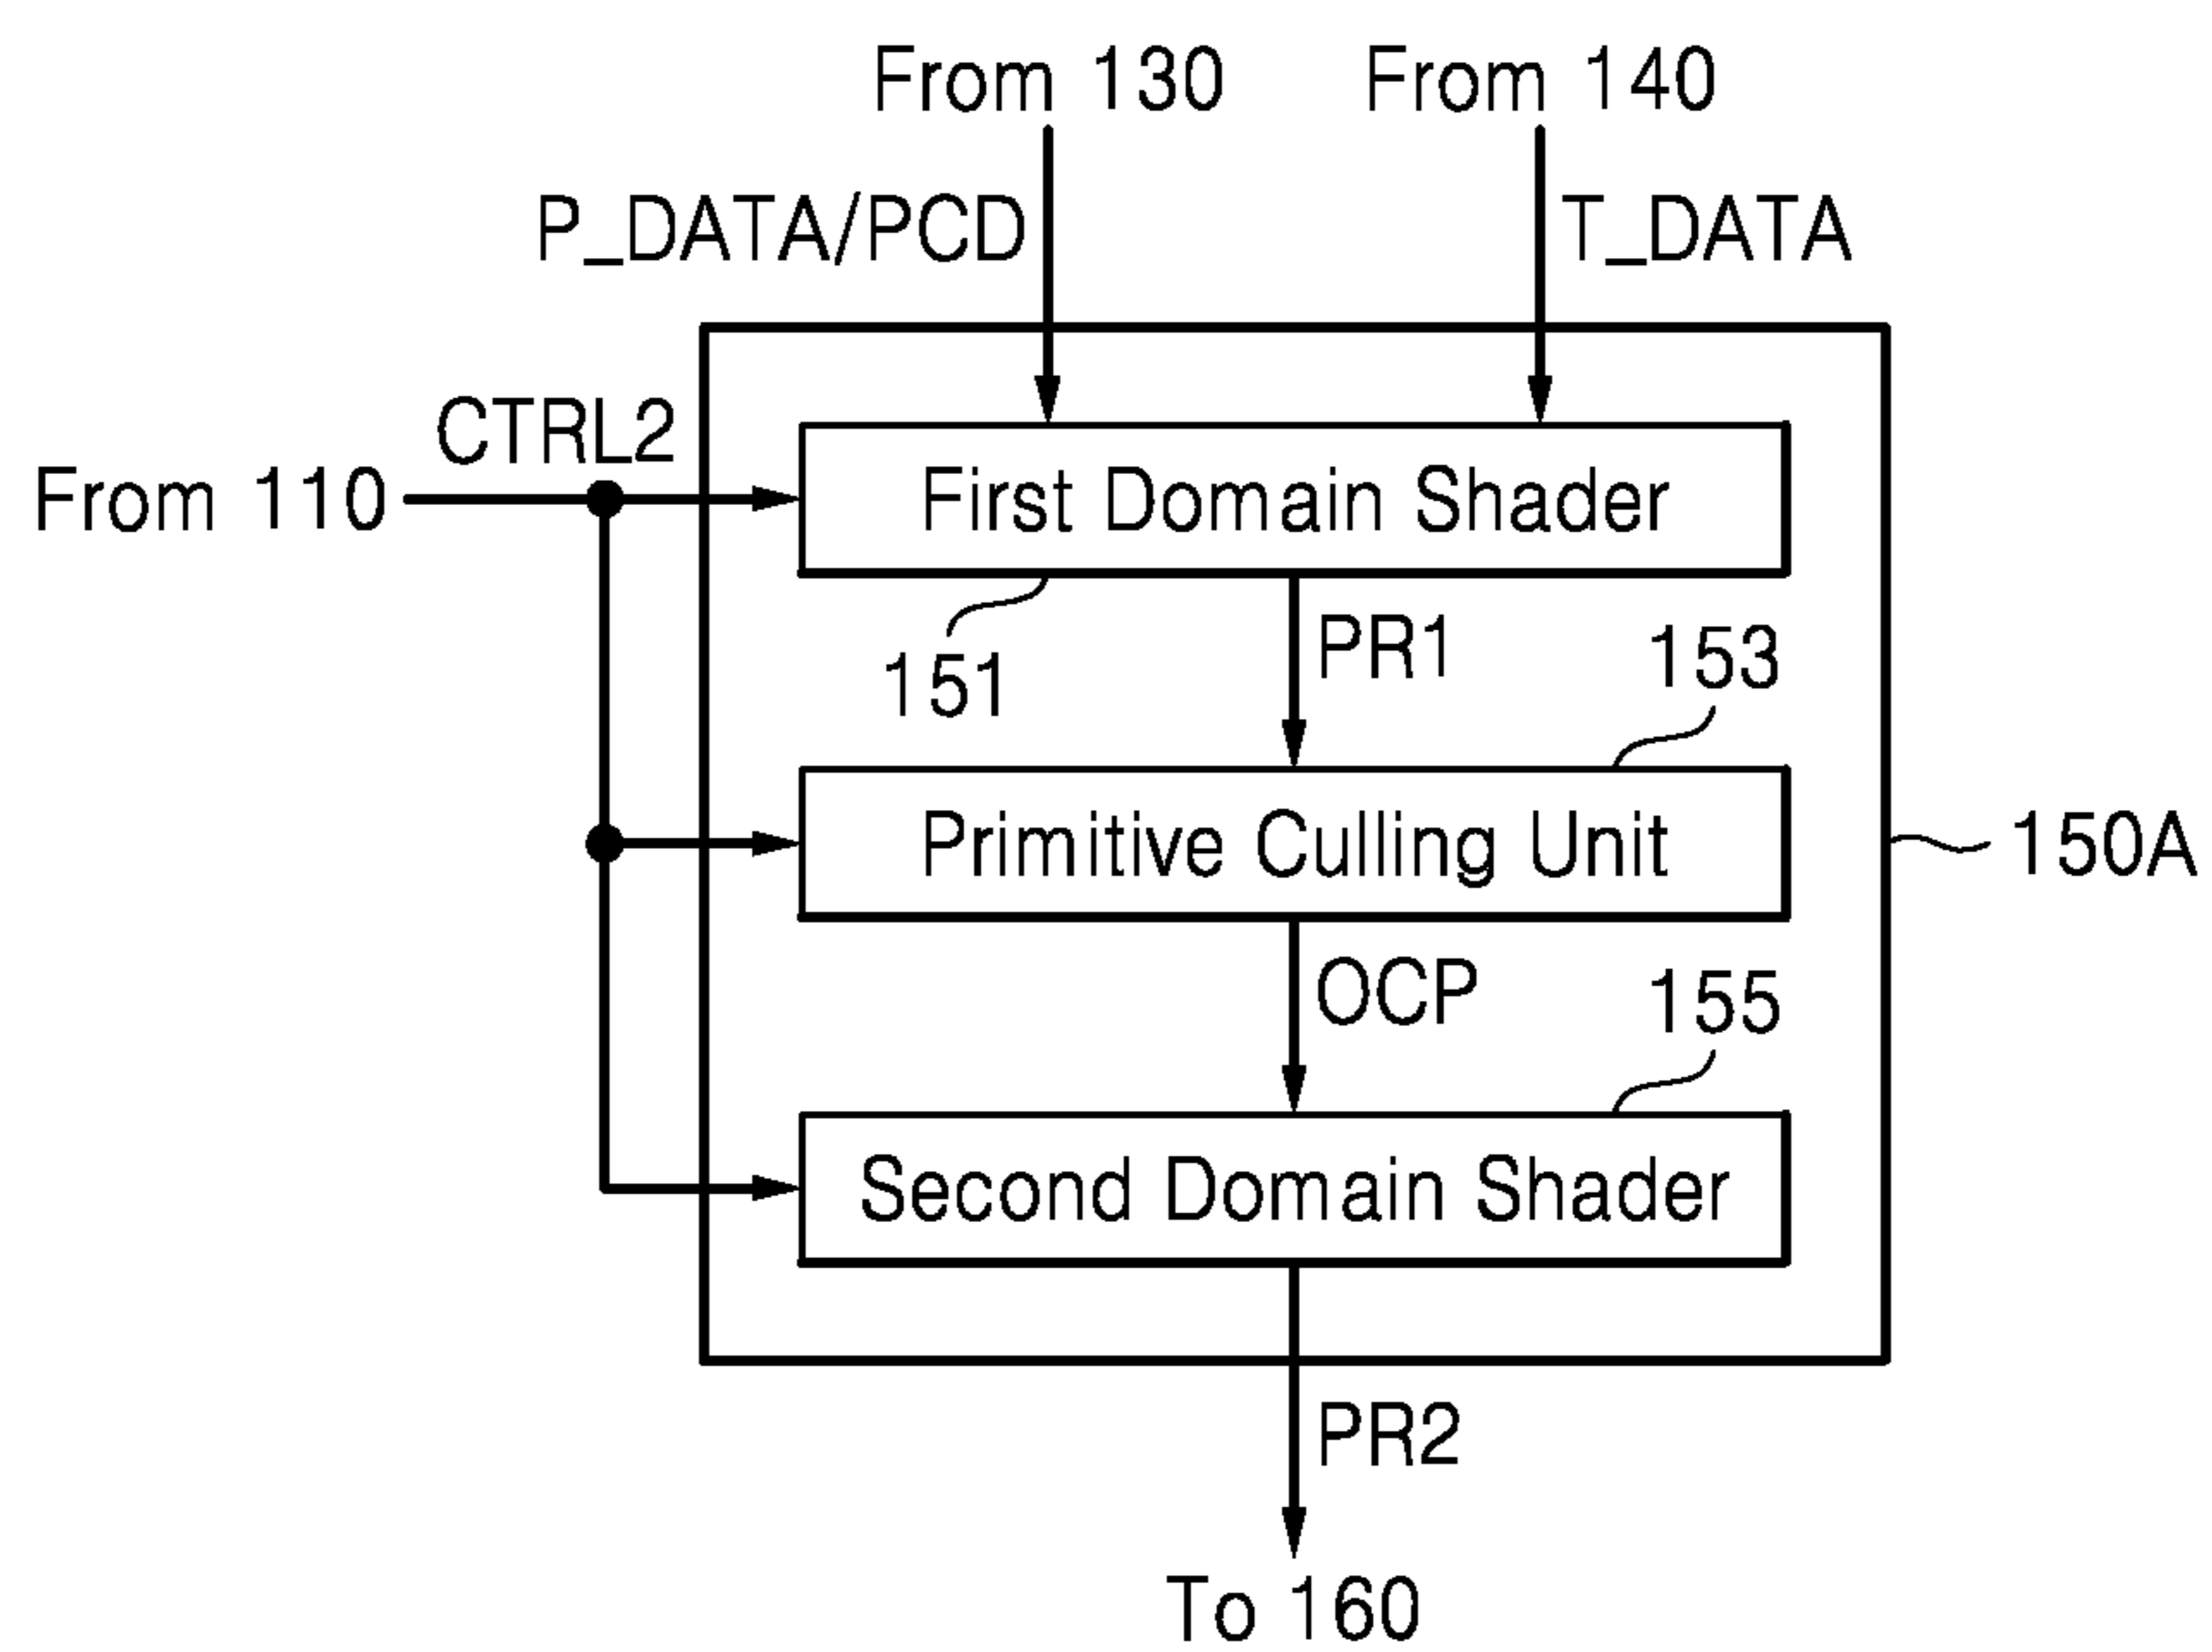 From 130
From 140
P_DATA/PCD
T_DATA
CTRL2
From 110
First Domain Shader
151
PR1
153
Primitive Culling Unit
150A
OCP
155
Second Domain Shader
PR2
To 160